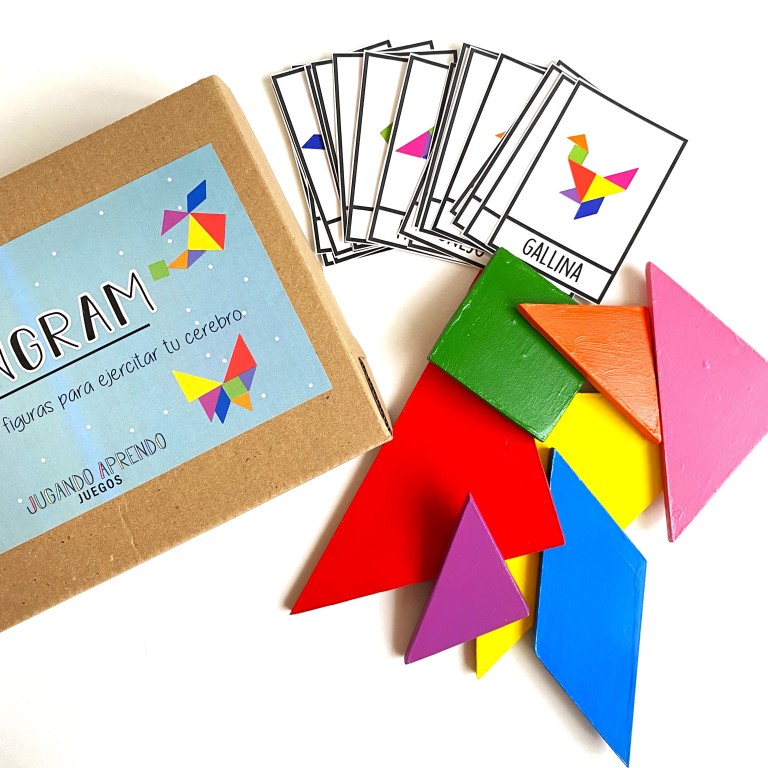 NGRAM
figuras para ejercitar tu cerebro
JUGANDO APRENDO
JUEGOS
GALLINA